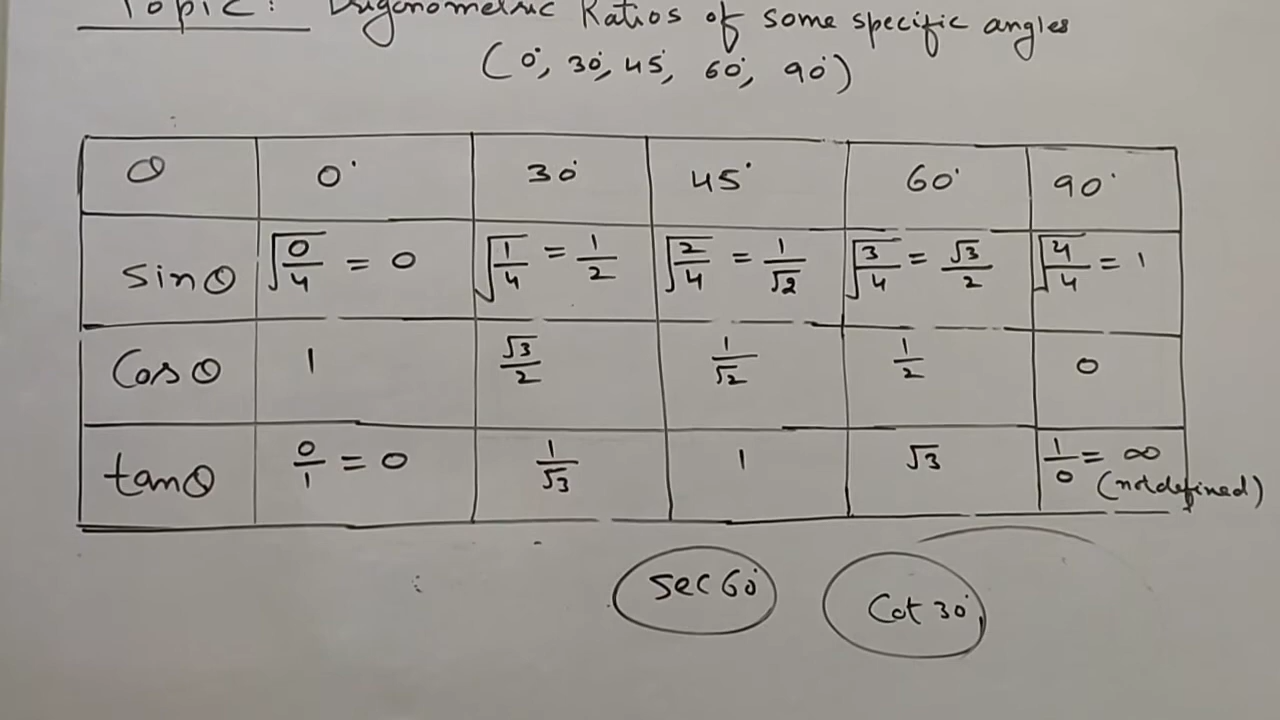 Topic: Trigonometric Ratios of some specific angles
(0°, 30°, 45°, 60°, 90°)
θ 0° 30° 45° 60° 90°
sinθ √0/4 = 0 √1/4 = 1/2 √2/4 = 1/√2 √3/4 = √3/2 √4/4 = 1
Cosθ 1 √3/2 1/√2 1/2 0
tanθ 0/1 = 0 1/√3 1 √3 1/0 = ∞
(notdefined)
Sec 60° Cot 30°